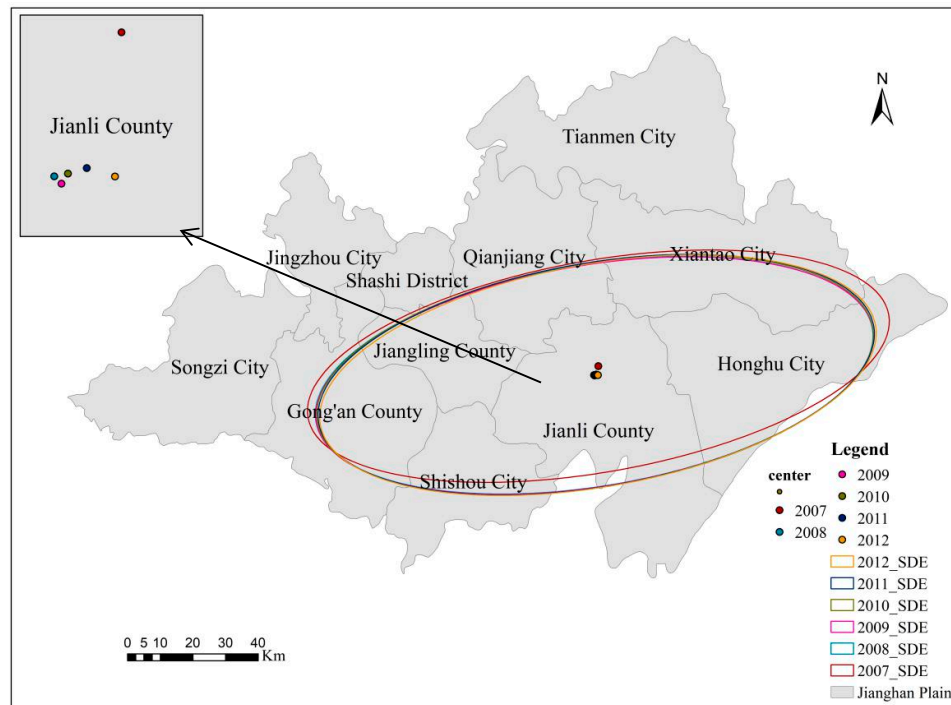 Jianli County
N
Tianmen City
Jingzhou City
Qianjiang City
Xiantao City
Shashi District
Songzi City
Jiangling County
Honghu City
Gong'an County
Jianli County
Shishou City
center
2007
2008
Legend
2009
2010
2011
2012
2012_SDE
2011_SDE
2010_SDE
2009_SDE
2008_SDE
2007_SDE
Jianghan Plain
0 5 10 20 30 40
Km